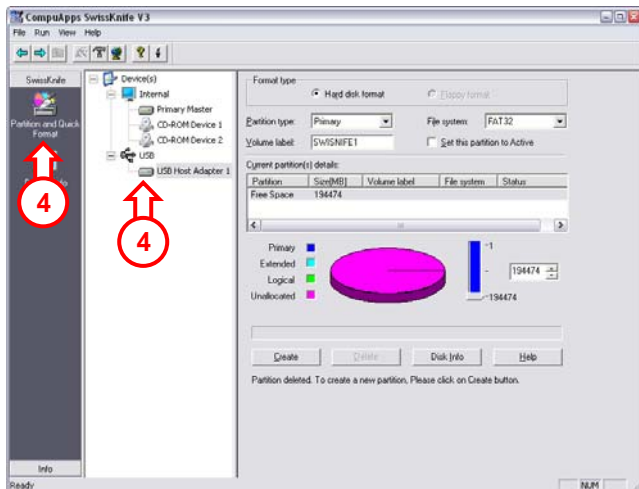 CompuApps SwissKnife V3
File Run View Help
SwissKnife
Partition and Quick
Format
to
4
Device(s)
Internal
Primary Master
CD-ROM Device 1
CD-ROM Device 2
USB
USB Host Adapter 1
4
Format type
Hard disk format
Floppy format
Partition type: Primary
File system: FAT32
Volume label: SWISNIFE1
Set this partition to Active
Current partition(s) details:
Partition Size[MB] Volume label File system Status
Free Space 194474
Primary
Extended
Logical
Unallocated
1
194474
194474
Create Delete Disk Info Help
Partition deleted. To create a new partition, Please click on Create button.
Info
Ready
NUM